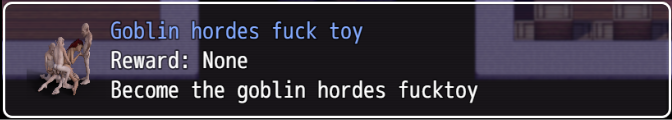 Goblin hordes fuck toy
Reward: None
Become the goblin hordes fucktoy